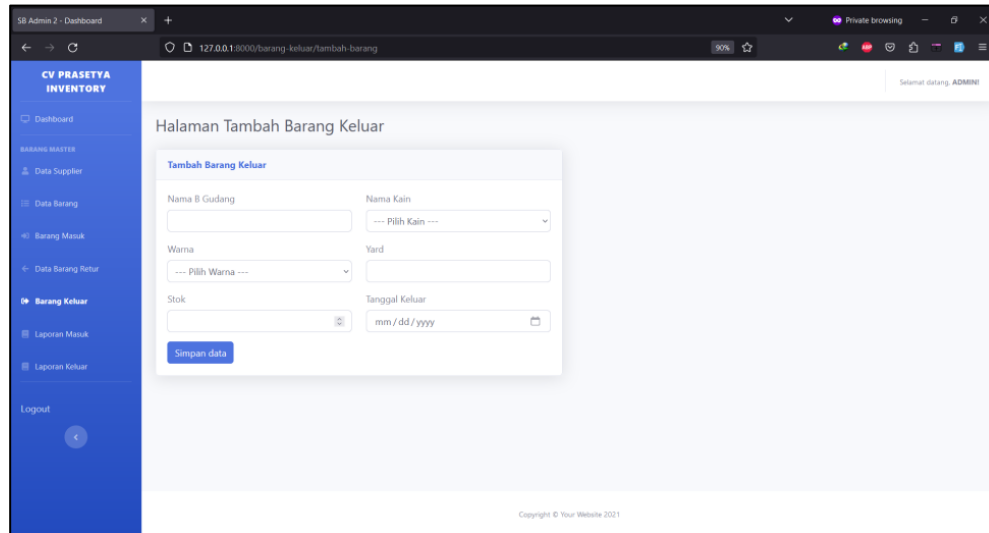 SB Admin 2 - Dashboard
Private browsing
127.0.0.1:8000/barang-keluar/tambah-barang
90%
CV PRASETYA
INVENTORY
Selamat datang, ADMIN!
Dashboard
BARANG MASTER
Data Supplier
Data Barang
Barang Masuk
Data Barang Retur
Barang Keluar
Laporan Masuk
Laporan Keluar
Logout
Halaman Tambah Barang Keluar
Tambah Barang Keluar
Nama B Gudang
Nama Kain
--- Pilih Kain ---
Warna
Yard
--- Pilih Warna ---
Stok
Tanggal Keluar
mm/dd/yyyy
Simpan data
Copyright © Your Website 2021